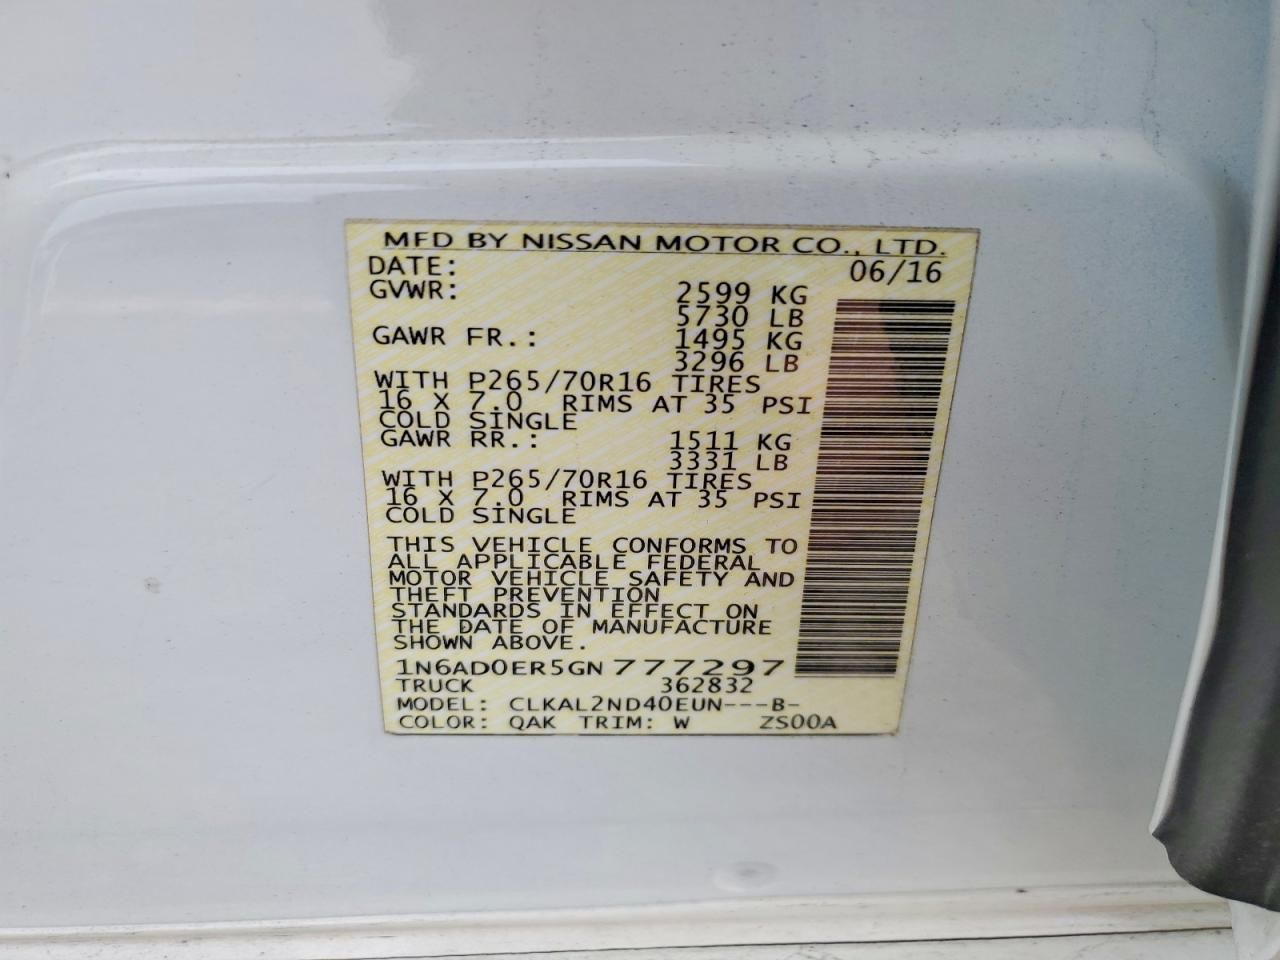 MFD BY NISSAN MOTOR CO., LTD.
DATE: 06/16
GVWR: 2599 KG
5730 LB
GAWR FR.: 1495 KG
3296 LB
WITH P265/70R16 TIRES
16 X 7.0 RIMS AT 35 PSI
COLD SINGLE
GAWR RR.: 1511 KG
3331 LB
WITH P265/70R16 TIRES
16 X 7.0 RIMS AT 35 PSI
COLD SINGLE
THIS VEHICLE CONFORMS TO
ALL APPLICABLE FEDERAL
MOTOR VEHICLE SAFETY AND
THEFT PREVENTION
STANDARDS IN EFFECT ON
THE DATE OF MANUFACTURE
SHOWN ABOVE.
1N6AD0ER5GN777297
TRUCK 362832
MODEL: CLKAL2ND40EUN---B-
COLOR: QAK TRIM: W ZS00A